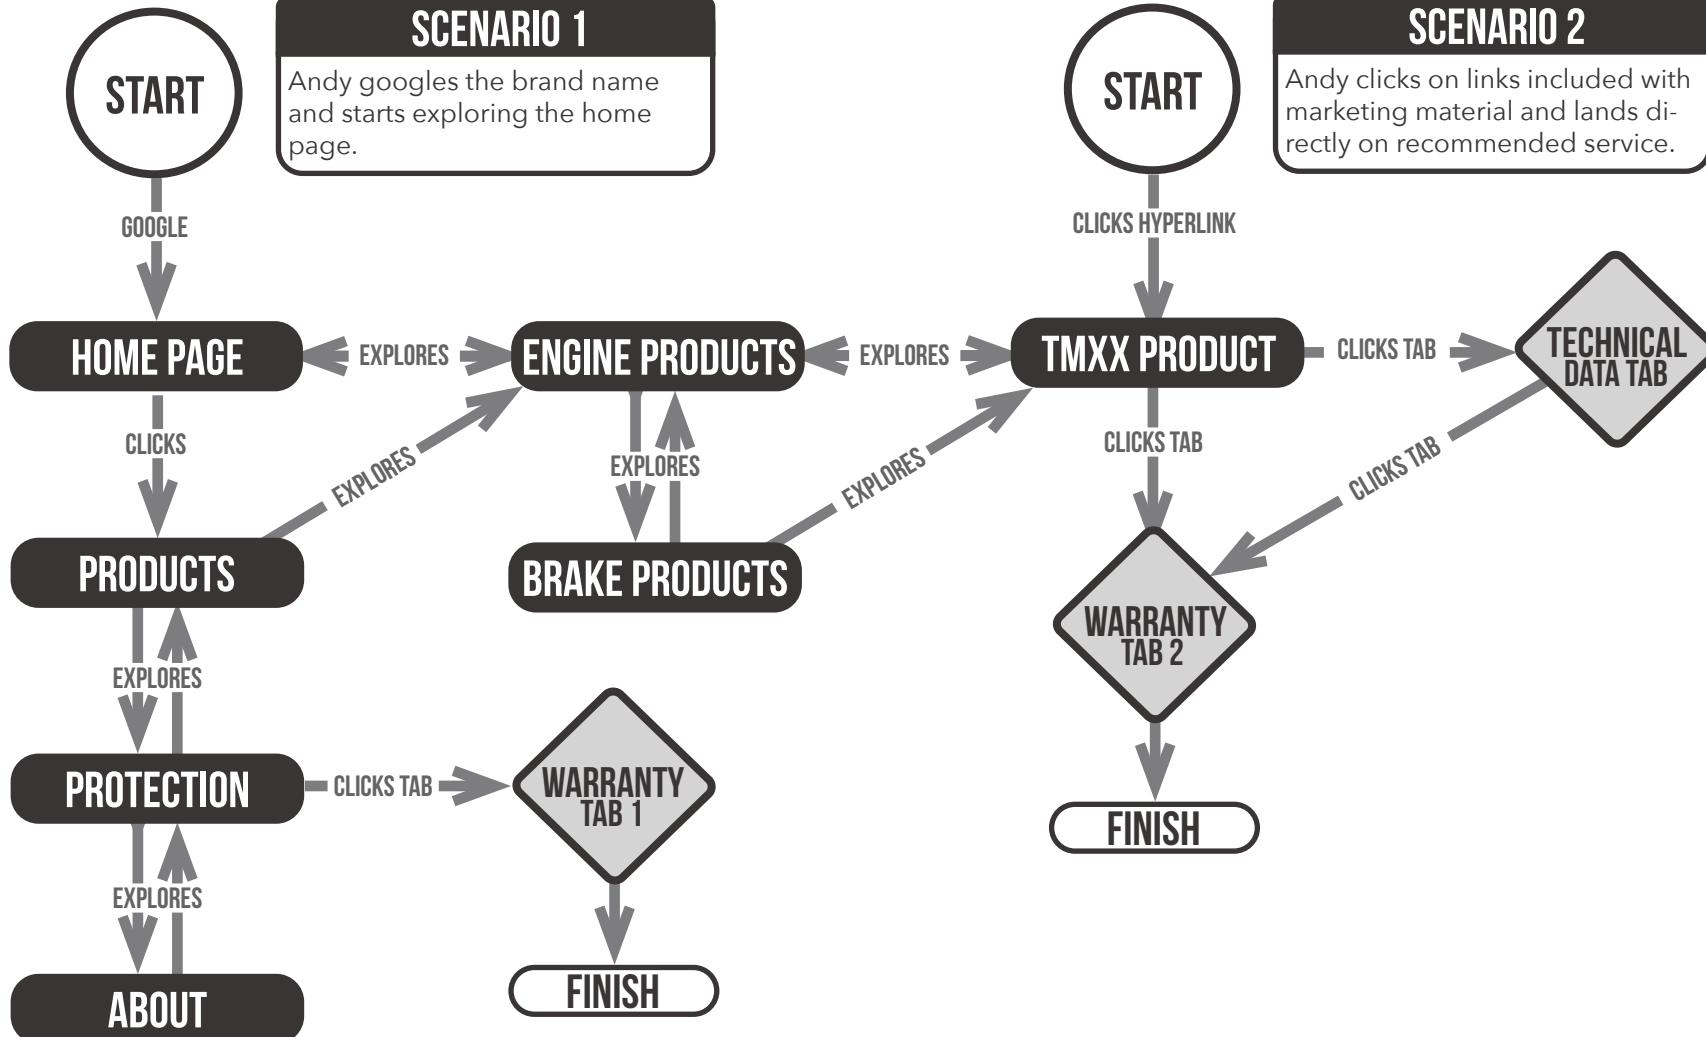 START
SCENARIO 1
Andy googles the brand name
and starts exploring the home
page.
START
SCENARIO 2
Andy clicks on links included with
marketing material and lands di-
rectly on recommended service.
GOOGLE
CLICKS HYPERLINK
HOME PAGE
EXPLORES
ENGINE PRODUCTS
EXPLORES
TMXX PRODUCT
CLICKS TAB
TECHNICAL
DATA TAB
CLICKS
EXPLORES
EXPLORES
EXPLORES
CLICKS TAB
CLICKS TAB
PRODUCTS
BRAKE PRODUCTS
WARRANTY
TAB 2
EXPLORES
PROTECTION
CLICKS TAB
WARRANTY
TAB 1
FINISH
EXPLORES
ABOUT
FINISH